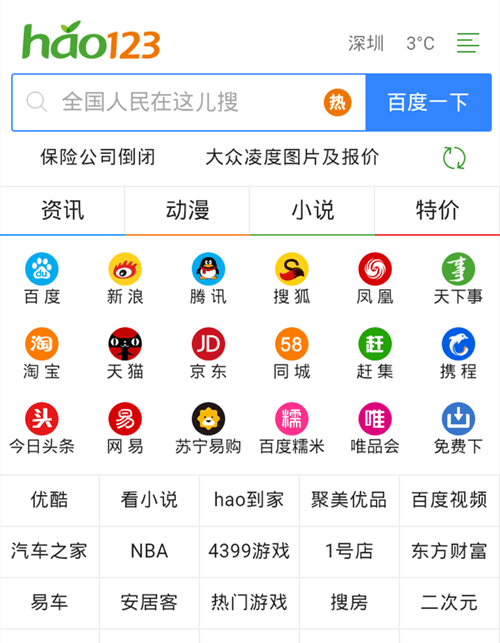 hao123 深圳 3°C
全国人民在这儿搜 热 百度一下
保险公司倒闭 大众凌度图片及报价
资讯 动漫 小说 特价
du 淘 JD 58 赶
百度 新浪 腾讯 搜狐 凤凰 天下事
淘宝 天猫 京东 同城 赶集 携程
头 易 糯 唯
今日头条 网易 苏宁易购 百度糯米 唯品会 免费下
优酷 看小说 hao到家 聚美优品 百度视频
汽车之家 NBA 4399游戏 1号店 东方财富
易车 安居客 热门游戏 搜房 二次元